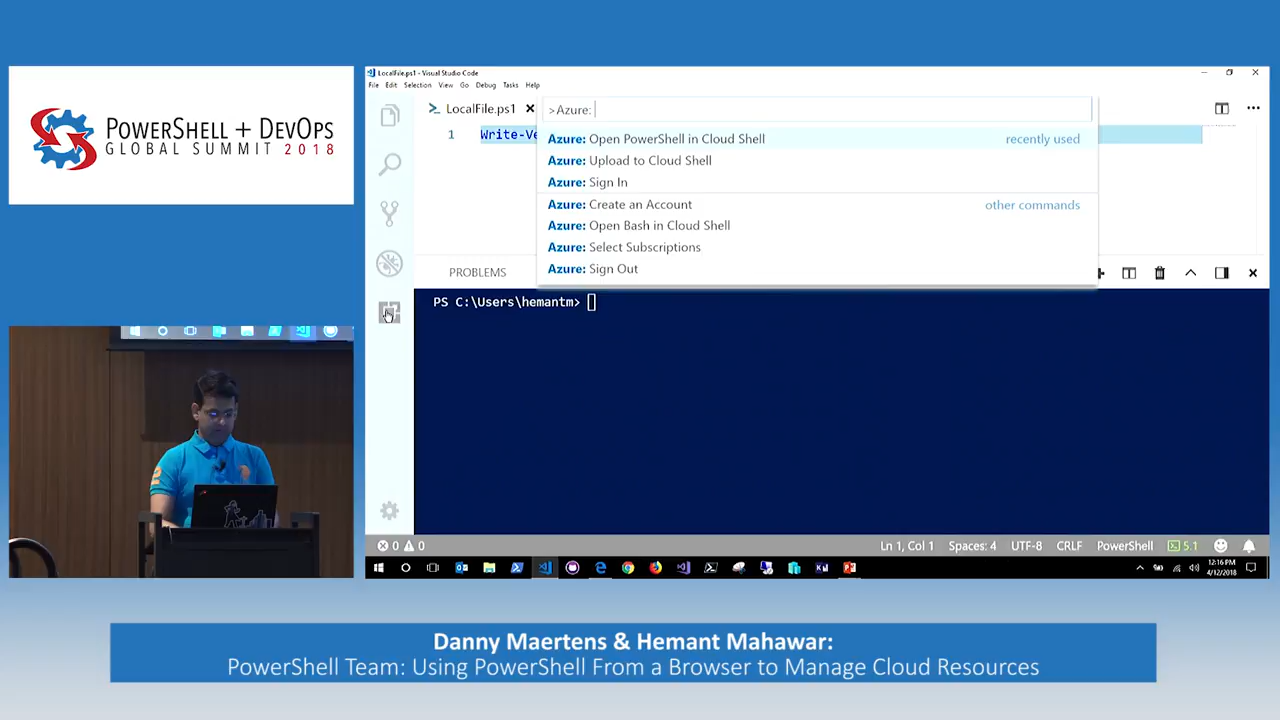 POWERSHELL + DEVOPS
GLOBAL SUMMIT 2018
LocalFile.ps1 - Visual Studio Code
File Edit Selection View Go Debug Tasks Help
LocalFile.ps1
>Azure:
1 Write-Ve
Azure: Open PowerShell in Cloud Shell recently used
Azure: Upload to Cloud Shell
Azure: Sign In
Azure: Create an Account other commands
Azure: Open Bash in Cloud Shell
Azure: Select Subscriptions
Azure: Sign Out
PROBLEMS
PS C:\Users\hemantm>
0 0 Ln 1, Col 1 Spaces: 4 UTF-8 CRLF PowerShell 5.1
12:16 PM
4/12/2018
Danny Maertens & Hemant Mahawar:
PowerShell Team: Using PowerShell From a Browser to Manage Cloud Resources